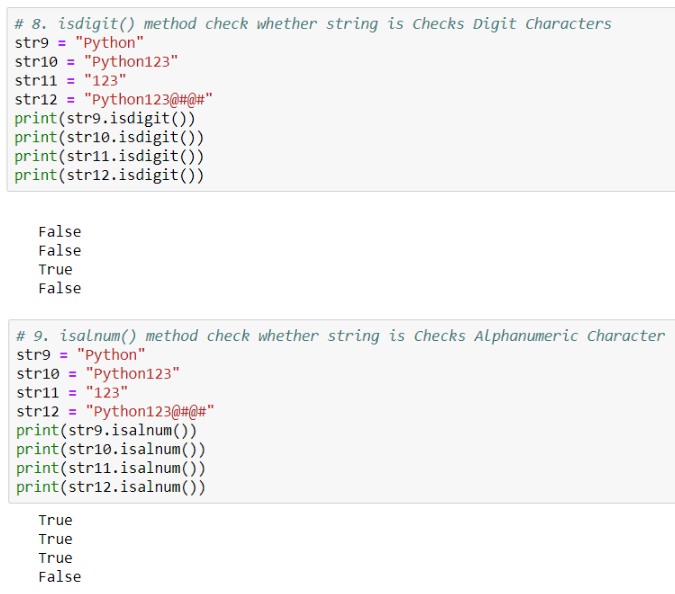 # 8. isdigit() method check whether string is Checks Digit Characters
str9 = "Python"
str10 = "Python123"
str11 = "123"
str12 = "Python123@#@#"
print(str9.isdigit())
print(str10.isdigit())
print(str11.isdigit())
print(str12.isdigit())
False
False
True
False
# 9. isalnum() method check whether string is Checks Alphanumeric Character
str9 = "Python"
str10 = "Python123"
str11 = "123"
str12 = "Python123@#@#"
print(str9.isalnum())
print(str10.isalnum())
print(str11.isalnum())
print(str12.isalnum())
True
True
True
False